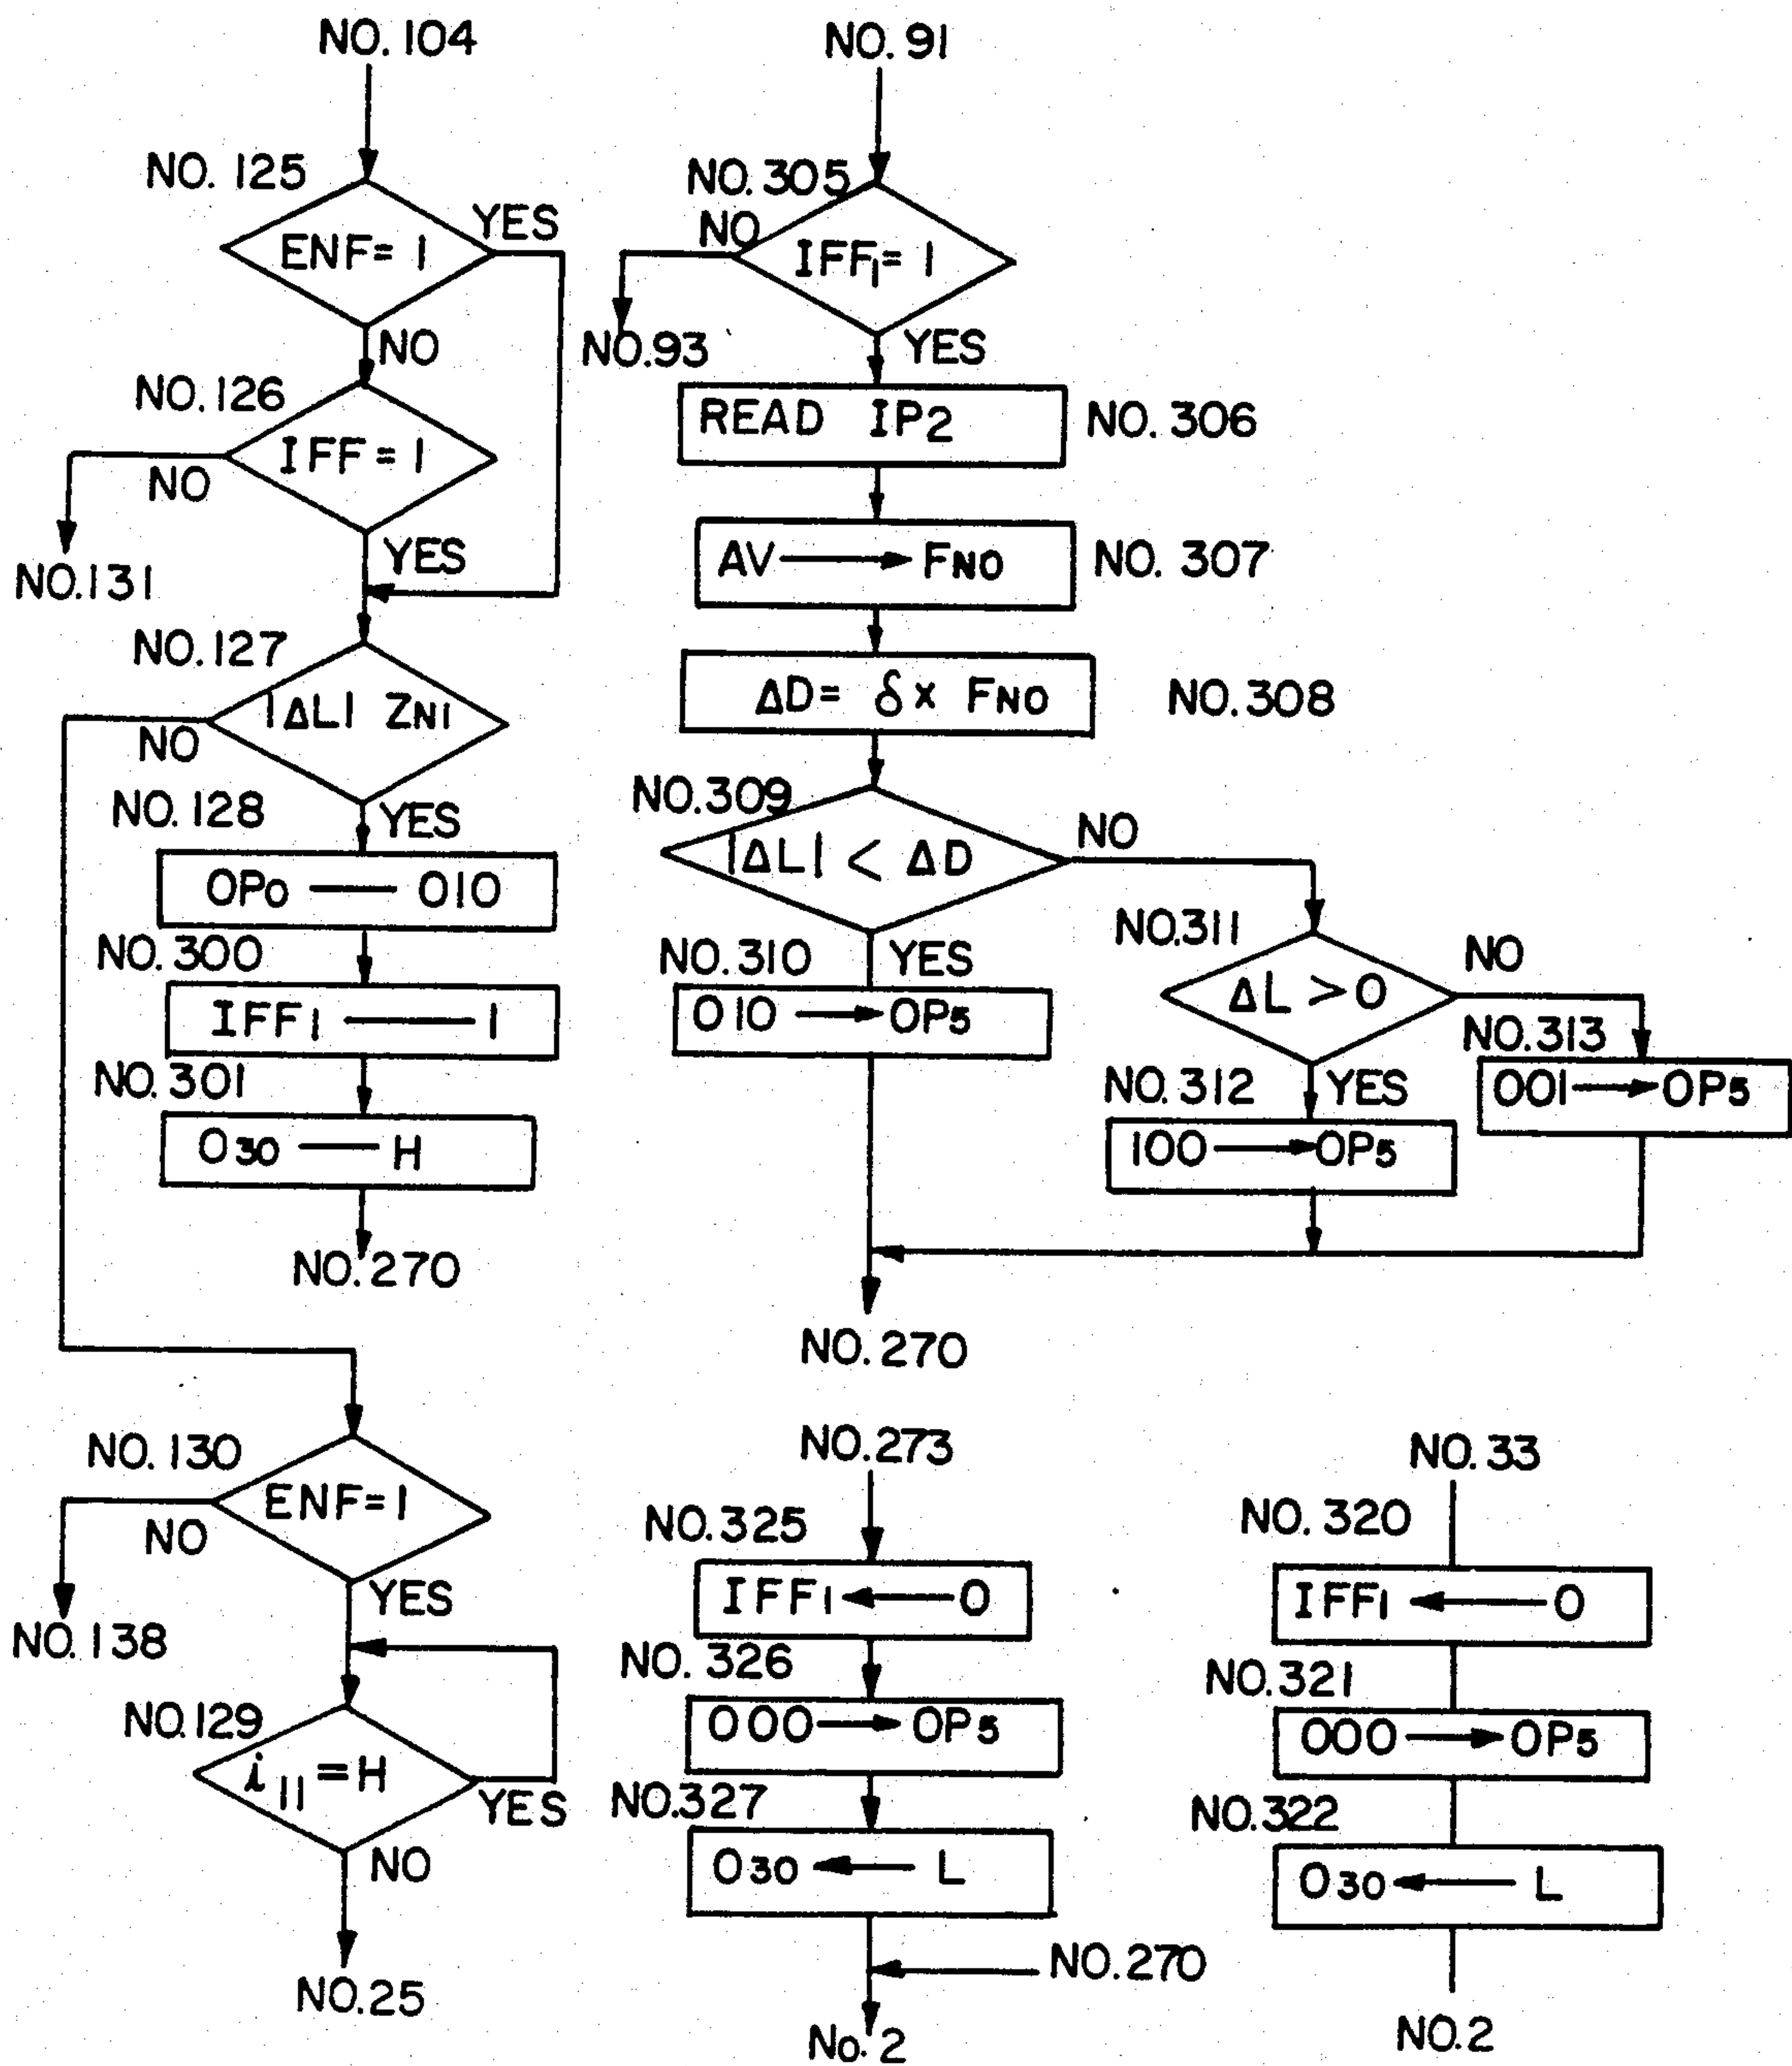 NO. 104
NO. 125
ENF= 1
YES
NO
NO. 126
IFF = 1
NO
YES
NO.131
NO.127
|ΔL| ZN1
NO
YES
NO. 128
OP0 010
NO.300
IFF1 1
NO.301
O30 H
NO.270
NO. 130
ENF=1
NO
YES
NO.138
NO.129
i11 = H
YES
NO
NO.25
NO. 91
NO.305
NO
IFF1= 1
YES
NO.93
READ IP2
NO. 306
AV → FNO
NO. 307
ΔD= δ× FNO
NO.308
NO.309
|ΔL| < ΔD
NO
YES
NO.310
010 → OP5
NO.311
ΔL > 0
NO
YES
NO.312
100 → OP5
NO.313
001 → OP5
NO.270
NO.273
NO.325
IFF1 ← 0
NO. 326
000 → OP5
NO.327
O30 ← L
NO.270
No. 2
NO. 33
NO. 320
IFF1 ← 0
NO.321
000 → OP5
NO.322
O30 ← L
NO.2